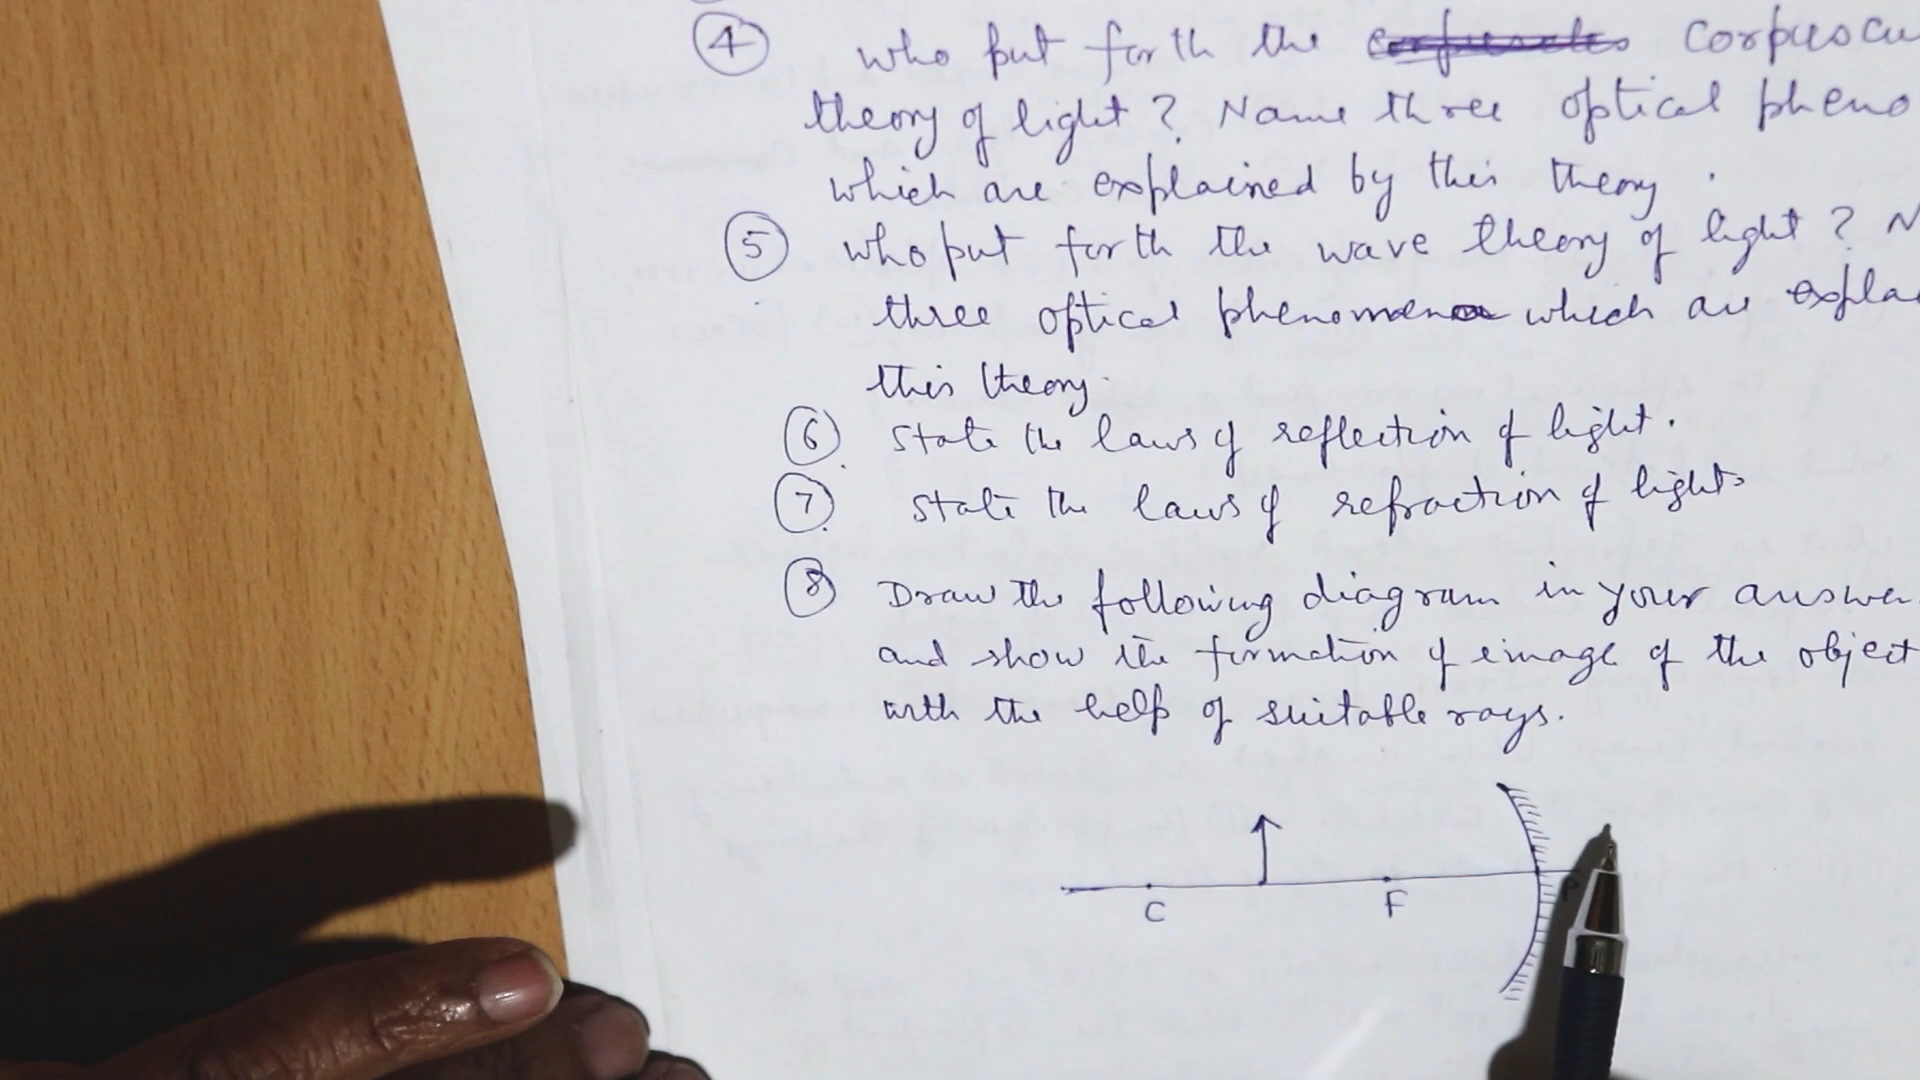 4 who put forth the corpuscu
theory of light? Name three optical pheno
which are explained by this theory.
5 who put forth the wave theory of light? N
three optical phenomena which are expla
this theory.
6 State the laws of reflection of light.
7 State the laws of refraction of light.
8 Draw the following diagram in your answe
and show the formation of image of the object
with the help of suitable rays.
C F P